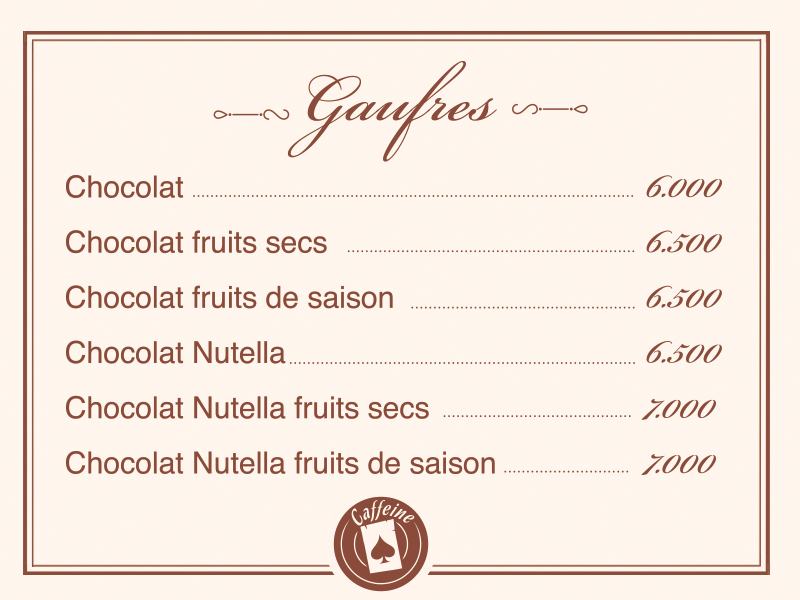 Gaufres
Chocolat 6.000
Chocolat fruits secs 6.500
Chocolat fruits de saison 6.500
Chocolat Nutella 6.500
Chocolat Nutella fruits secs 7.000
Chocolat Nutella fruits de saison 7.000
Caffeine